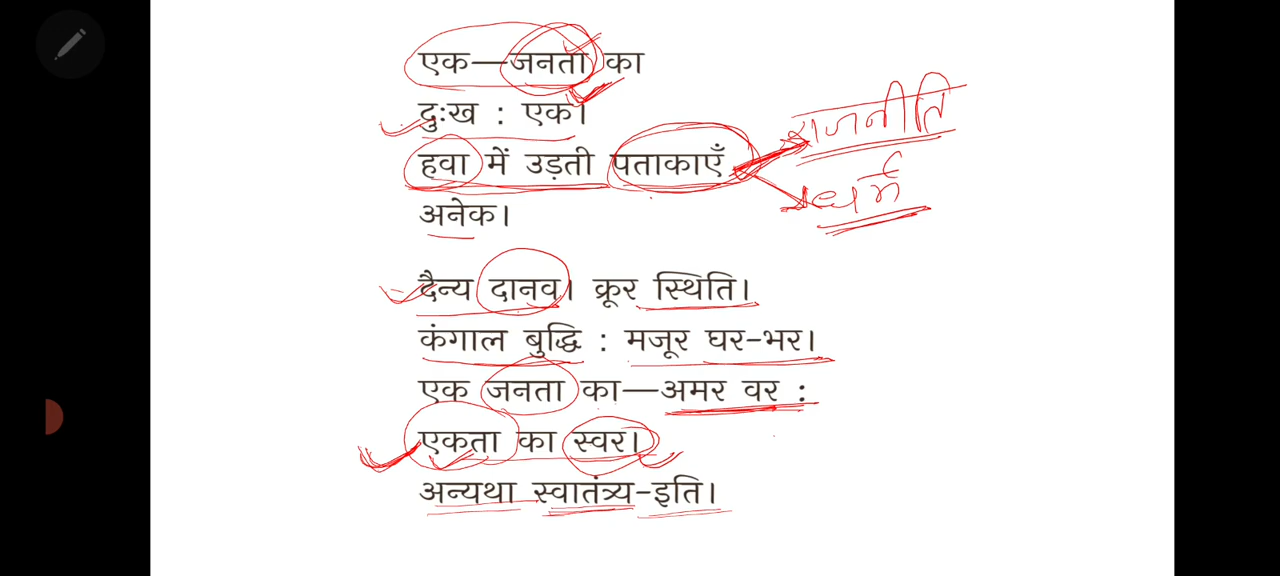 एक—जनता का
दुःख : एक।
हवा में उड़ती पताकाएँ
राजनीति
धर्म
अनेक।
दैन्य दानव। क्रूर स्थिति।
कंगाल बुद्धि : मजूर घर-भर।
एक जनता का—अमर वर :
एकता का स्वर।
अन्यथा स्वातंत्र्य-इति।